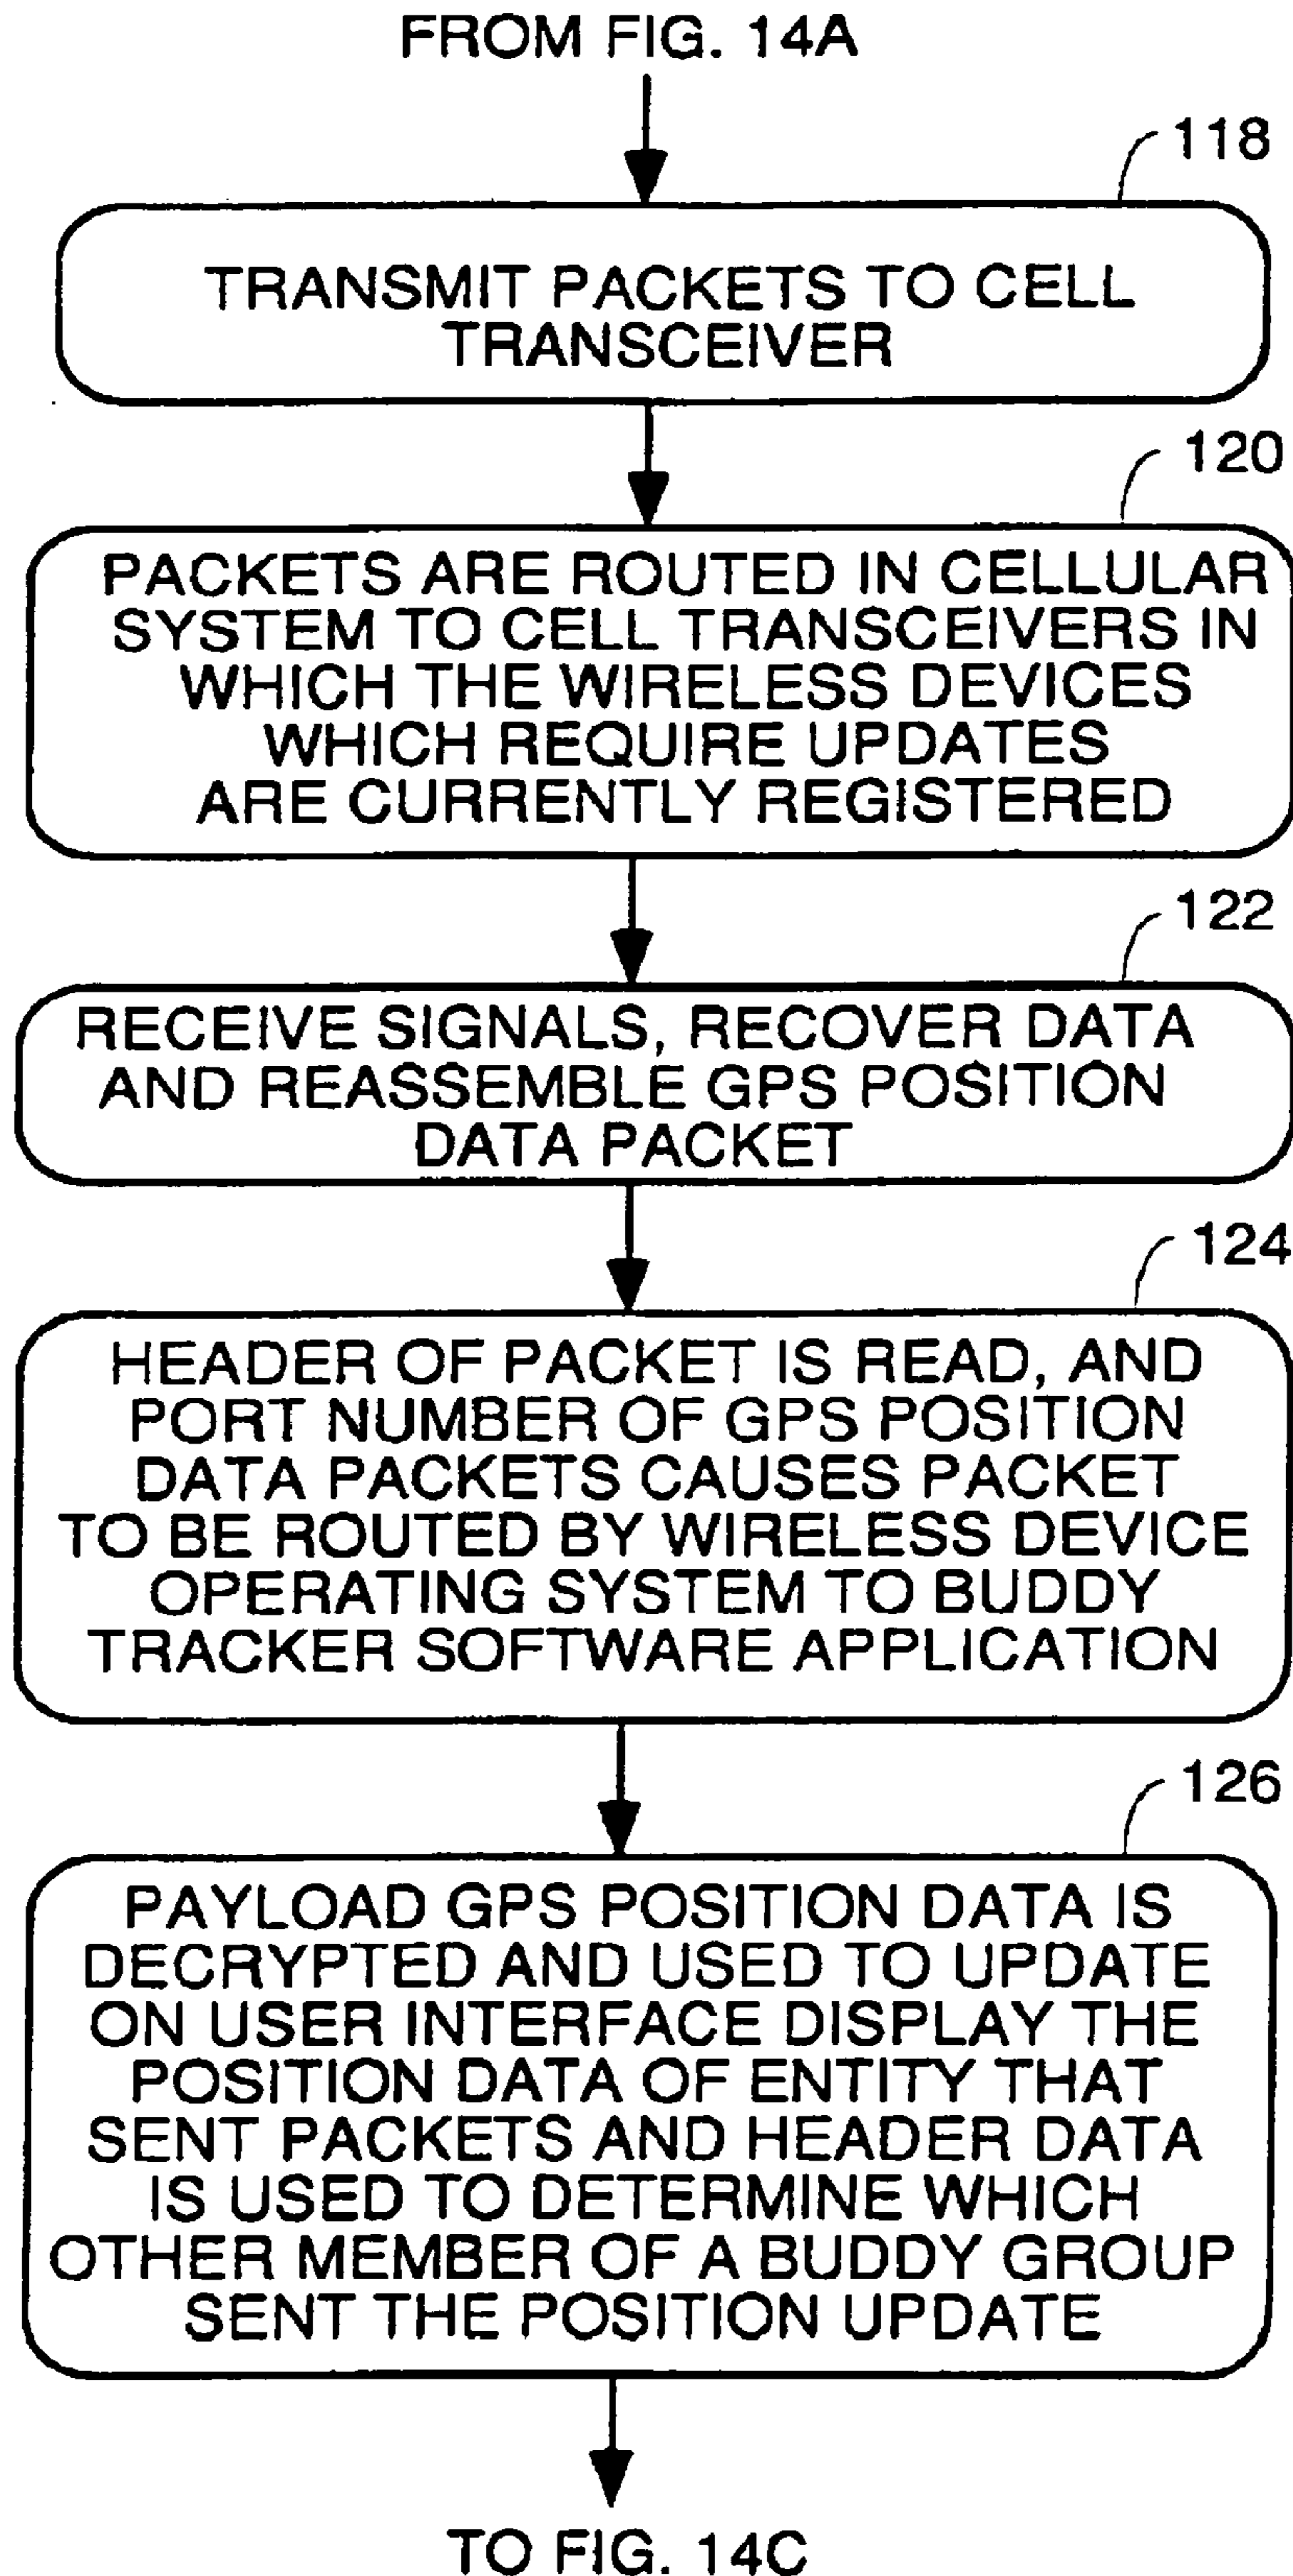 FROM FIG. 14A
118
TRANSMIT PACKETS TO CELL
TRANSCEIVER
120
PACKETS ARE ROUTED IN CELLULAR
SYSTEM TO CELL TRANSCEIVERS IN
WHICH THE WIRELESS DEVICES
WHICH REQUIRE UPDATES
ARE CURRENTLY REGISTERED
122
RECEIVE SIGNALS, RECOVER DATA
AND REASSEMBLE GPS POSITION
DATA PACKET
124
HEADER OF PACKET IS READ, AND
PORT NUMBER OF GPS POSITION
DATA PACKETS CAUSES PACKET
TO BE ROUTED BY WIRELESS DEVICE
OPERATING SYSTEM TO BUDDY
TRACKER SOFTWARE APPLICATION
126
PAYLOAD GPS POSITION DATA IS
DECRYPTED AND USED TO UPDATE
ON USER INTERFACE DISPLAY THE
POSITION DATA OF ENTITY THAT
SENT PACKETS AND HEADER DATA
IS USED TO DETERMINE WHICH
OTHER MEMBER OF A BUDDY GROUP
SENT THE POSITION UPDATE
TO FIG. 14C